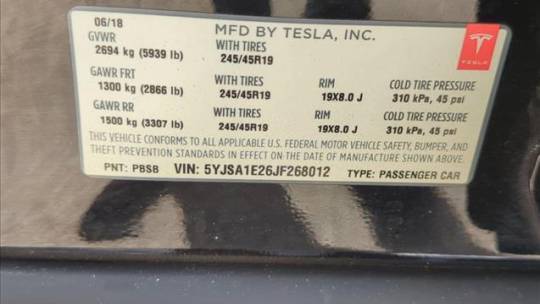 06/18 MFD BY TESLA, INC.
GVWR WITH TIRES
2694 kg (5939 lb) 245/45R19
TESLA
GAWR FRT WITH TIRES RIM COLD TIRE PRESSURE
1300 kg (2866 lb) 245/45R19 19X8.0 J 310 kPa, 45 psi
GAWR RR WITH TIRES RIM COLD TIRE PRESSURE
1500 kg (3307 lb) 245/45R19 19X8.0 J 310 kPa, 45 psi
THIS VEHICLE CONFORMS TO ALL APPLICABLE U.S. FEDERAL MOTOR VEHICLE SAFETY, BUMPER, AND
THEFT PREVENTION STANDARDS IN EFFECT ON THE DATE OF MANUFACTURE SHOWN ABOVE.
PNT: PBSB VIN: 5YJSA1E26JF268012 TYPE: PASSENGER CAR